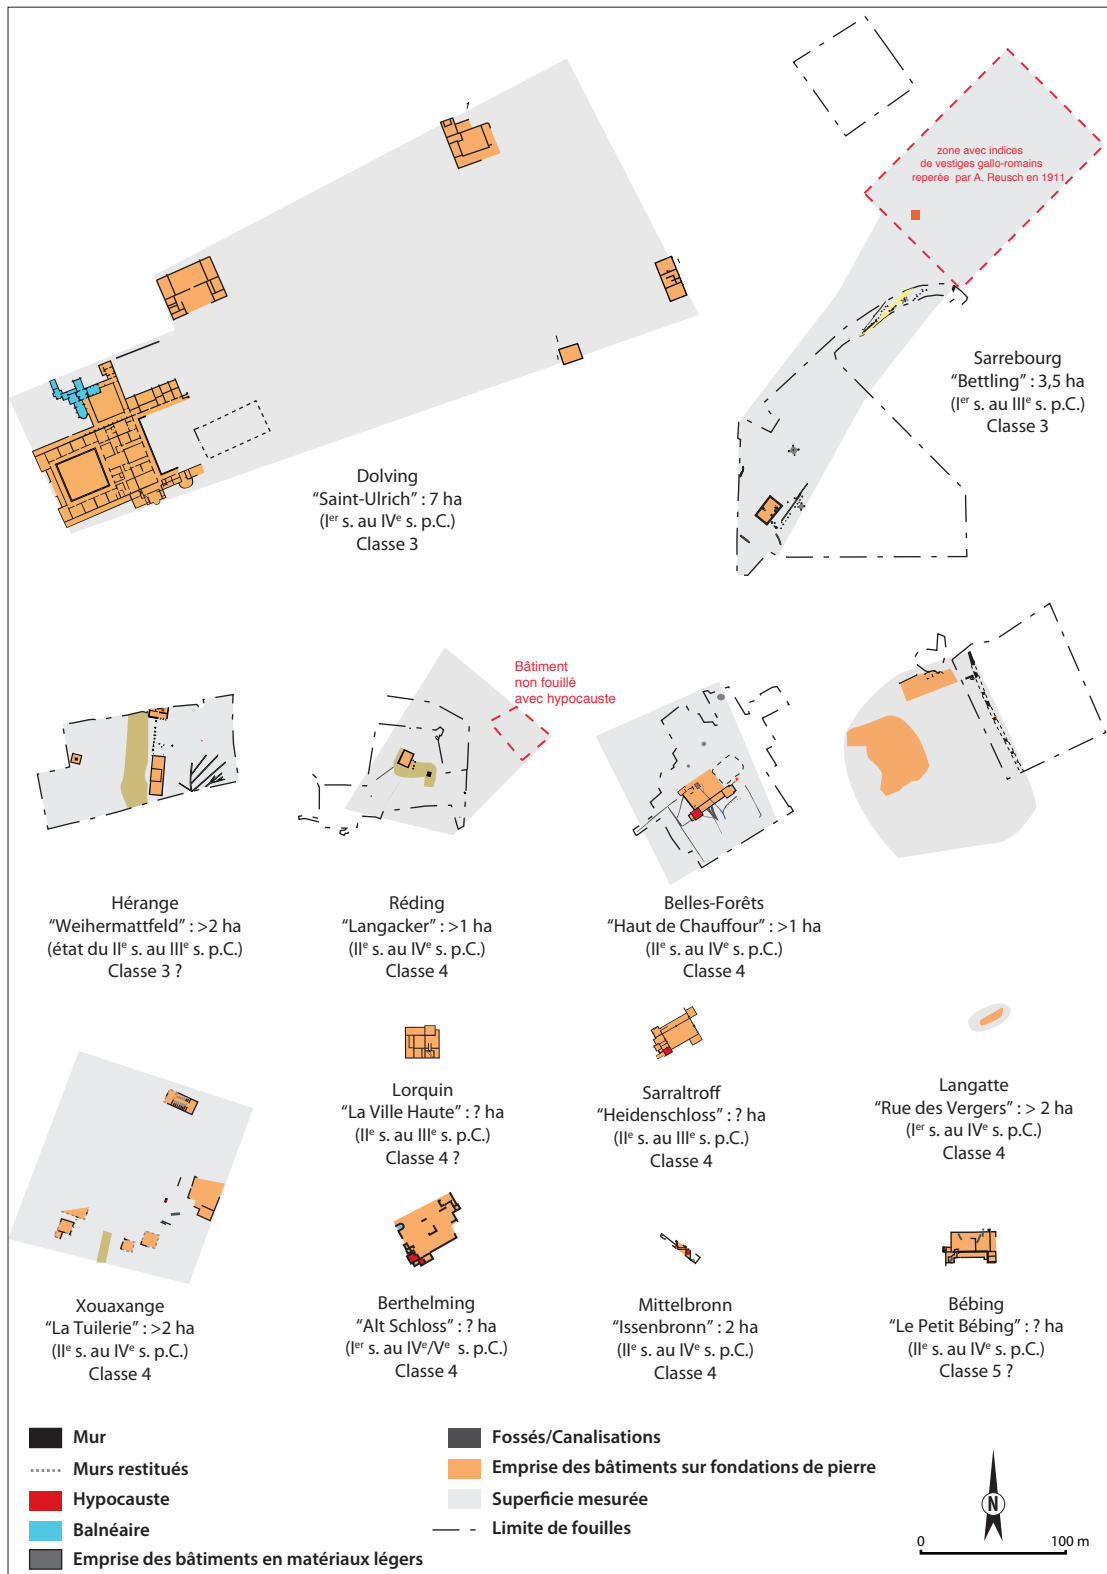 zone avec indices
de vestiges gallo-romains
reperée par A. Reusch en 1911
Sarrebourg
“Bettling” : 3,5 ha
(Ier s. au IIIe s. p.C.)
Classe 3
Dolving
“Saint-Ulrich” : 7 ha
(Ier s. au IVe s. p.C.)
Classe 3
Bâtiment
non fouillé
avec hypocauste
Hérange
“Weihermattfeld” : >2 ha
(état du IIe s. au IIIe s. p.C.)
Classe 3 ?
Réding
“Langacker” : >1 ha
(IIe s. au IVe s. p.C.)
Classe 4
Belles-Forêts
“Haut de Chauffour” : >1 ha
(IIe s. au IVe s. p.C.)
Classe 4
Lorquin
“La Ville Haute” : ? ha
(IIe s. au IIIe s. p.C.)
Classe 4 ?
Sarraltroff
“Heidenschloss” : ? ha
(IIe s. au IIIe s. p.C.)
Classe 4
Langatte
“Rue des Vergers” : > 2 ha
(Ier s. au IVe s. p.C.)
Classe 4
Xouaxange
“La Tuilerie” : >2 ha
(IIe s. au IVe s. p.C.)
Classe 4
Berthelming
“Alt Schloss” : ? ha
(Ier s. au IVe/Ve s. p.C.)
Classe 4
Mittelbronn
“Issenbronn” : 2 ha
(IIe s. au IVe s. p.C.)
Classe 4
Bébing
“Le Petit Bébing” : ? ha
(IIe s. au IVe s. p.C.)
Classe 5 ?
Mur
Murs restitués
Hypocauste
Balnéaire
Emprise des bâtiments en matériaux légers
Fossés/Canalisations
Emprise des bâtiments sur fondations de pierre
Superficie mesurée
Limite de fouilles
N
0 100 m